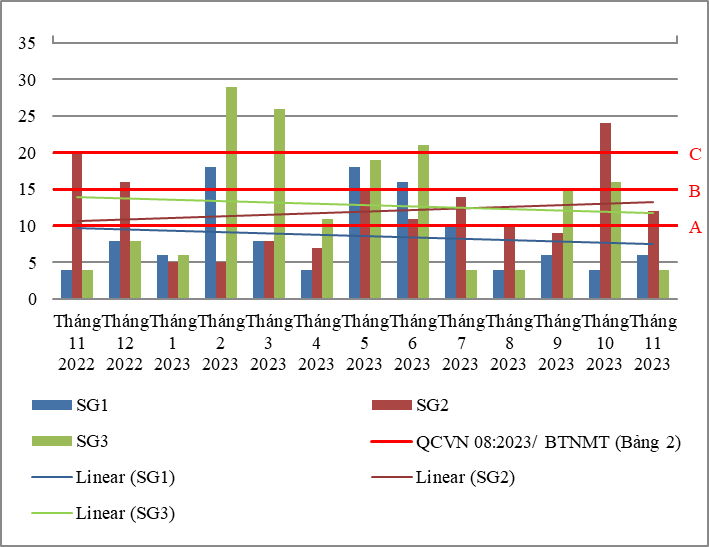 35
30
25
20
15
10
5
0
C
B
A
Tháng 11 2022
Tháng 12 2022
Tháng 1 2023
Tháng 2 2023
Tháng 3 2023
Tháng 4 2023
Tháng 5 2023
Tháng 6 2023
Tháng 7 2023
Tháng 8 2023
Tháng 9 2023
Tháng 10 2023
Tháng 11 2023
SG1
SG2
SG3
QCVN 08:2023/ BTNMT (Bảng 2)
Linear (SG1)
Linear (SG2)
Linear (SG3)